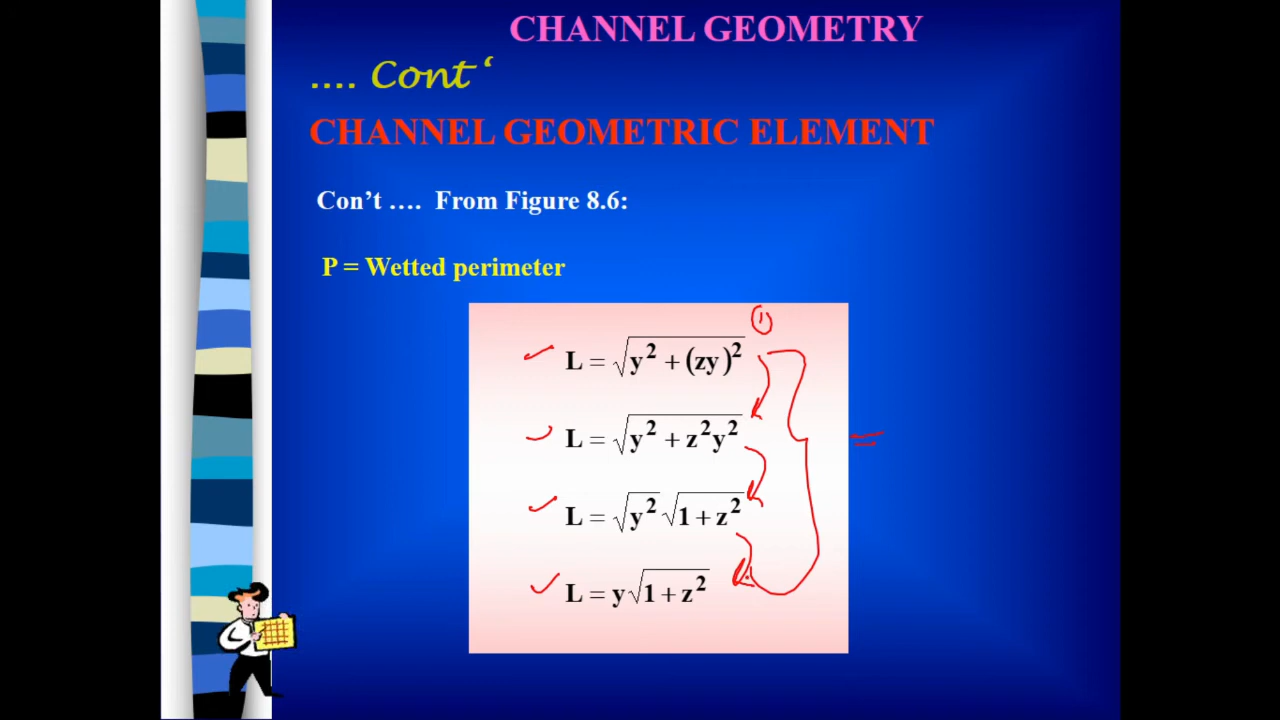 CHANNEL GEOMETRY
.... Cont‘
CHANNEL GEOMETRIC ELEMENT
Con’t …. From Figure 8.6:
P = Wetted perimeter
①
L = √(y² + (zy)²)
L = √(y² + z²y²)
L = √(y²) √(1 + z²)
L = y√(1 + z²)